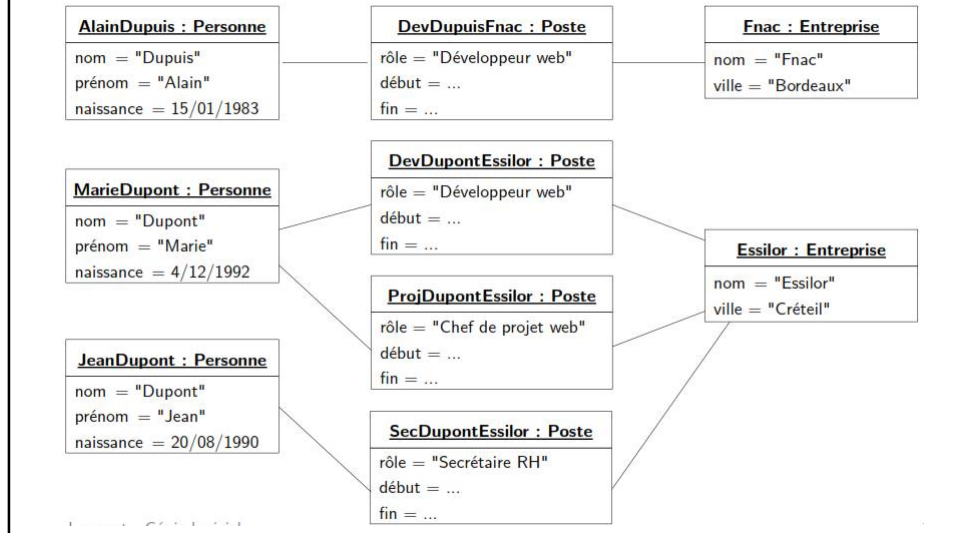 AlainDupuis : Personne
nom = "Dupuis"
prénom = "Alain"
naissance = 15/01/1983
DevDupuisFnac : Poste
rôle = "Développeur web"
début = ...
fin = ...
Fnac : Entreprise
nom = "Fnac"
ville = "Bordeaux"
MarieDupont : Personne
nom = "Dupont"
prénom = "Marie"
naissance = 4/12/1992
DevDupontEssilor : Poste
rôle = "Développeur web"
début = ...
fin = ...
ProjDupontEssilor : Poste
rôle = "Chef de projet web"
début = ...
fin = ...
Essilor : Entreprise
nom = "Essilor"
ville = "Créteil"
JeanDupont : Personne
nom = "Dupont"
prénom = "Jean"
naissance = 20/08/1990
SecDupontEssilor : Poste
rôle = "Secrétaire RH"
début = ...
fin = ...